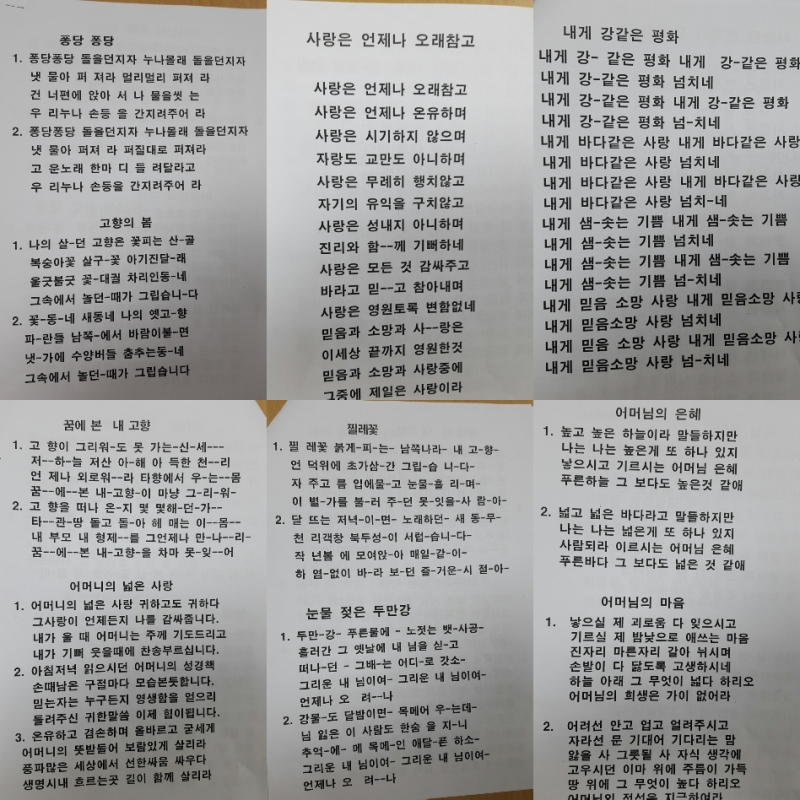 퐁당 퐁당
1. 퐁당퐁당 돌을던지자 누나몰래 돌을던지자
냇 물아 퍼 져라 멀리멀리 퍼져 라
건 너편에 앉아 서 나 물을씻 는
우 리누나 손등 을 간지려주어 라
2. 퐁당퐁당 돌을던지자 누나몰래 돌을던지자
냇 물아 퍼져 라 퍼질대로 퍼져라
고 운노래 한마 디 들 려달라고
우 리누나 손등을간지려주어 라
고향의 봄
1. 나의 살-던 고향은 꽃피는 산-골
복숭아꽃 살구-꽃 아기진달-래
울긋불긋 꽃-대궐 차리인동-네
그속에서 놀던-때가 그립습니-다
2. 꽃-동-네 새동네 나의 옛고-향
파-란들 남쪽-에서 바람이불-면
냇-가에 수양버들 춤추는동-네
그속에서 놀던-때가 그립습니다
사랑은 언제나 오래참고
사랑은 언제나 오래참고
사랑은 언제나 온유하며
사랑은 시기하지 않으며
자랑도 교만도 아니하며
사랑은 무례히 행치않고
자기의 유익을 구치않고
사랑은 성내지 아니하며
진리와 함--께 기뻐하네
사랑은 모든 것 감싸주고
바라고 믿--고 참아내며
사랑은 영원토록 변함없네
믿음과 소망과 사--랑은
이세상 끝까지 영원한것
믿음과 소망과 사랑중에
그중에 제일은 사랑이라
내게 강같은 평화
내게 강- 같은 평화 내게 강-같은 평화
내게 강-같은 평화 넘치네
내게 강-같은 평화 내게 강-같은 평화
내게 강-같은 평화 넘-치네
내게 바다같은 사랑 내게 바다같은 사랑
내게 바다같은 사랑 넘치네
내게 바다같은 사랑 내게 바다같은 사랑
내게 바다같은 사랑 넘치-네
내게 샘-솟는 기쁨 내게 샘-솟는 기쁨
내게 샘-솟는 기쁨 넘치네
내게 샘-솟는 기쁨 내게 샘-솟는 기쁨
내게 샘-솟는 기쁨 넘-치네
내게 믿음 소망 사랑 내게 믿음소망 사랑
내게 믿음소망 사랑 넘치네
내게 믿음 소망 사랑 내게 믿음소망 사랑
내게 믿음소망 사랑 넘-치네
꿈에 본 내 고향
1. 고 향이 그리워-도 못 가는-신-세---
저--하-늘 저산 아-해 아 득한 천--리
언 제나 외로워--라 타향에서 우-는--몸
꿈--에--본 내-고향-이 마냥 그-리-워-
2. 고 향을 떠나 온-지 몇 몇해-던-가--
타--관-땅 돌고 돌-아 헤 매는 이--몸--
내 부모 내 형제--를 그언제나 만-나--리-
꿈--에--본 내-고향-을 차마 못-잊--어
어머니의 넓은 사랑
1. 어머니의 넓은 사랑 귀하고도 귀하다
그사랑이 언제든지 나를 감싸줍니다.
내가 울 때 어머니는 주께 기도드리고
내가 기뻐 웃을때에 찬송부르십니다.
2. 아침저녁 읽으시던 어머니의 성경책
손때남은 구절마다 모습본듯합니다.
믿는자는 누구든지 영생함을 얻으리
들려주신 귀한말씀 이제 힘이됩니다.
3. 온유하고 겸손하며 올바르고 굳세게
어머니의 뜻받들어 보람있게 살리라
풍파많은 세상에서 선한싸움 싸우다
생명시내 흐르는곳 길이 함께 살리라
찔레꽃
1. 찔 레꽃 붉게-피-는- 남쪽나라- 내 고-향-
언 덕위에 초가삼-간 그립-습 니-다-
자 주고 름 입에물-고 눈물-흘 리-며-
이 별-가를 불-러 주-던 못-잊을-사 람-아-
2. 달 뜨는 저녁-이-면- 노래하던- 새 동-무-
천 리객창 북두성-이 서럽-습니-다-
작 년봄 에 모여앉-아 매일-같-이-
하 염-없이 바-라 보-던 즐-거운-시 절-아-
눈물 젖은 두만강
1. 두만-강- 푸른물에 - 노젓는 뱃-사공-
흘러간 그 옛날에 내 님을 싣-고
떠나-던 - 그배-는 어디-로 갓소-
그리운 내 님이여- 그리운 내 님이여-
언제나 오 려--나
2. 강물-도 달밤이면- 목메어 우-는데-
님 잃은 이 사람도 한숨 을 지-니
추억-에- 메 목메-인 애달-픈 하소-
그리운 내 님이여- 그리운 내 님이여-
언제나 오 려--나
어머님의 은혜
1. 높고 높은 하늘이라 말들하지만
나는 나는 높은게 또 하나 있지
낳으시고 기르시는 어머님 은혜
푸른하늘 그 보다도 높은것 같애
2. 넓고 넓은 바다라고 말들하지만
나는 나는 넓은게 또 하나 있지
사람되라 이르시는 어머님 은혜
푸른바다 그 보다도 넓은 것 같애
어머님의 마음
1. 낳으실 제 괴로움 다 잊으시고
기르실 제 밤낮으로 애쓰는 마음
진자리 마른자리 갈아 뉘시며
손발이 다 닳도록 고생하시네
하늘 아래 그 무엇이 넓다 하리오
어머님의 희생은 가이 없어라
2. 어려선 안고 업고 얼려주시고
자라선 문 기대어 기다리는 맘
앓을 사 그릇될 사 자식 생각에
고우시던 이마 위에 주름이 가득
땅 위에 그 무엇이 높다 하리오
어머님의 정성은 지극하여라